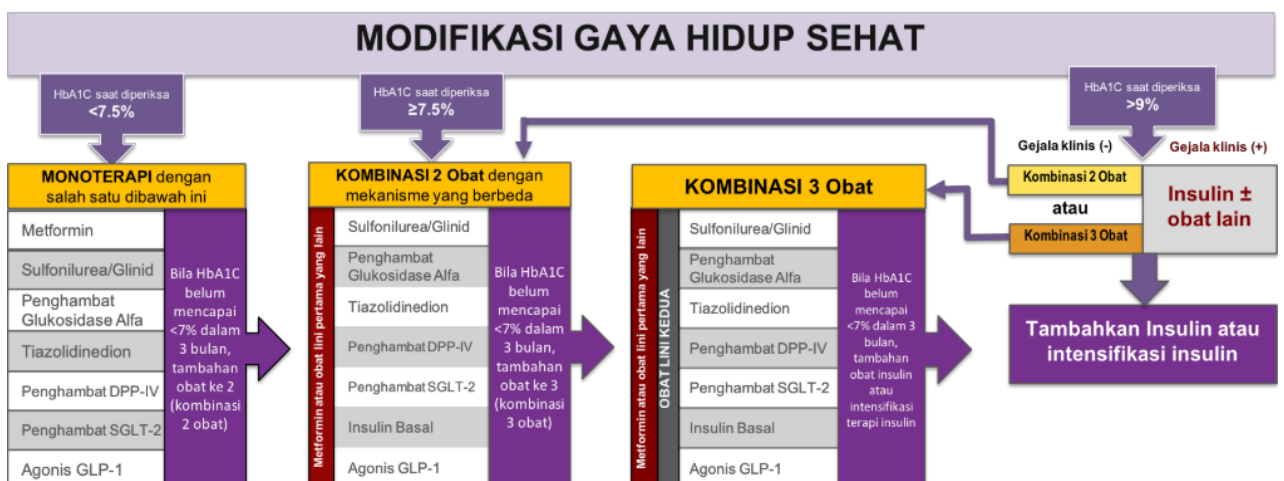 MODIFIKASI GAYA HIDUP SEHAT
HbA1C saat diperiksa
<7.5%
MONOTERAPI dengan
salah satu dibawah ini
Metformin
Sulfonilurea/Glinid
Penghambat
Glukosidase Alfa
Tiazolidinedion
Penghambat DPP-IV
Penghambat SGLT-2
Agonis GLP-1
Bila HbA1C
belum
mencapai
<7% dalam
3 bulan,
tambahan
obat ke 2
(kombinasi
2 obat)
HbA1C saat diperiksa
≥7.5%
KOMBINASI 2 Obat dengan
mekanisme yang berbeda
Metformin atau obat lini pertama yang lain
Sulfonilurea/Glinid
Penghambat
Glukosidase Alfa
Tiazolidinedion
Penghambat DPP-IV
Penghambat SGLT-2
Insulin Basal
Agonis GLP-1
Bila HbA1C
belum
mencapai
<7% dalam
3 bulan,
tambahan
obat ke 3
(kombinasi
3 obat)
KOMBINASI 3 Obat
Metformin atau obat lini pertama yang lain
OBAT LINI KEDUA
Sulfonilurea/Glinid
Penghambat
Glukosidase Alfa
Tiazolidinedion
Penghambat DPP-IV
Penghambat SGLT-2
Insulin Basal
Agonis GLP-1
Bila HbA1C
belum
mencapai
<7% dalam 3
bulan,
tambahan
obat insulin
atau
intensifikasi
terapi insulin
HbA1C saat diperiksa
>9%
Gejala klinis (-)
Gejala klinis (+)
Kombinasi 2 Obat
atau
Kombinasi 3 Obat
Insulin ±
obat lain
Tambahkan Insulin atau
intensifikasi insulin